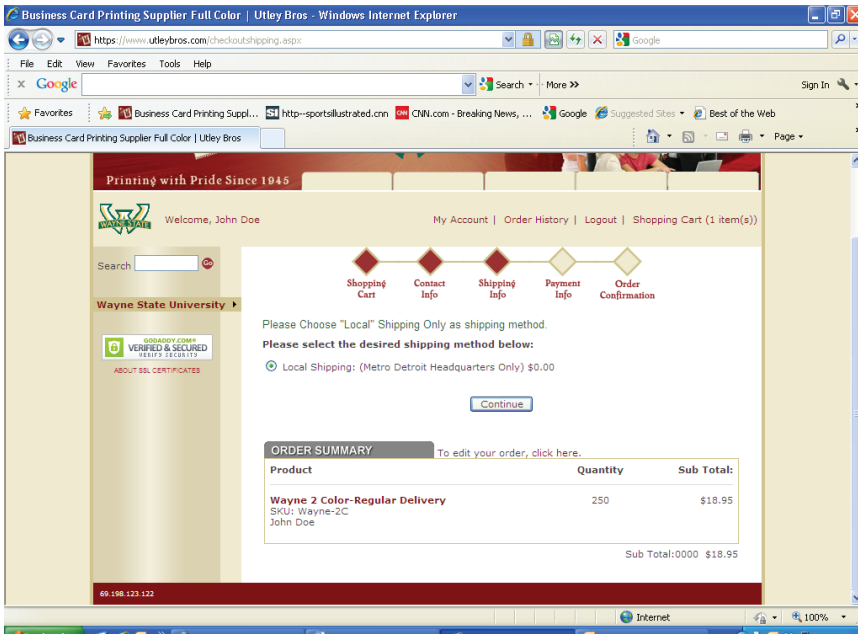 Business Card Printing Supplier Full Color | Utley Bros - Windows Internet Explorer
https://www.utleybros.com/checkoutshipping.aspx
Google
File Edit View Favorites Tools Help
x Google Search More >> Sign In
Favorites Business Card Printing Suppl... http--sportsillustrated.cnn CNN.com - Breaking News, ... Google Suggested Sites Best of the Web
Business Card Printing Supplier Full Color | Utley Bros Page
Printing with Pride Since 1945
WAYNE STATE
Welcome, John Doe
My Account | Order History | Logout | Shopping Cart (1 item(s))
Search Go
Shopping Cart
Contact Info
Shipping Info
Payment Info
Order Confirmation
Wayne State University
GODADDY.COM®
VERIFIED & SECURED
VERIFY SECURITY
ABOUT SSL CERTIFICATES
Please Choose "Local" Shipping Only as shipping method.
Please select the desired shipping method below:
Local Shipping: (Metro Detroit Headquarters Only) $0.00
Continue
ORDER SUMMARY To edit your order, click here.
Product Quantity Sub Total:
Wayne 2 Color-Regular Delivery 250 $18.95
SKU: Wayne-2C
John Doe
Sub Total:0000 $18.95
69.198.123.122
Internet 100%